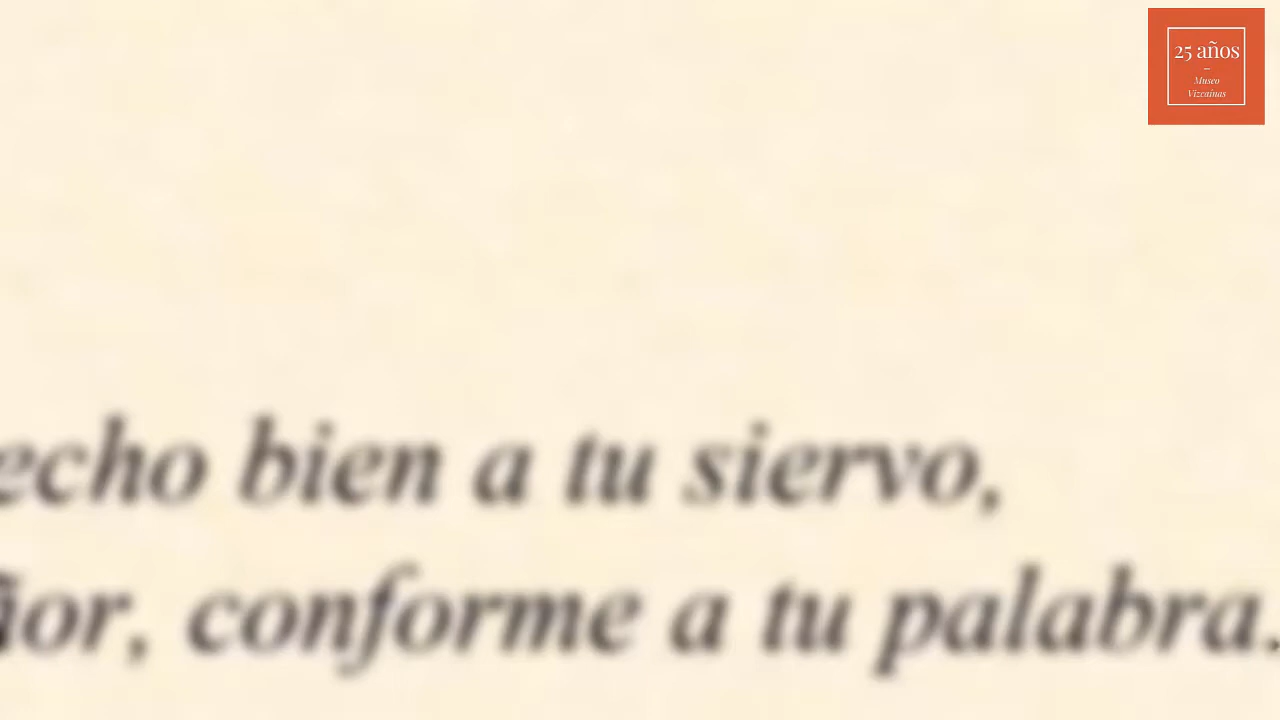 25 años
–
Museo
Vizcaínas
echo bien a tu siervo,
ñor, conforme a tu palabra.